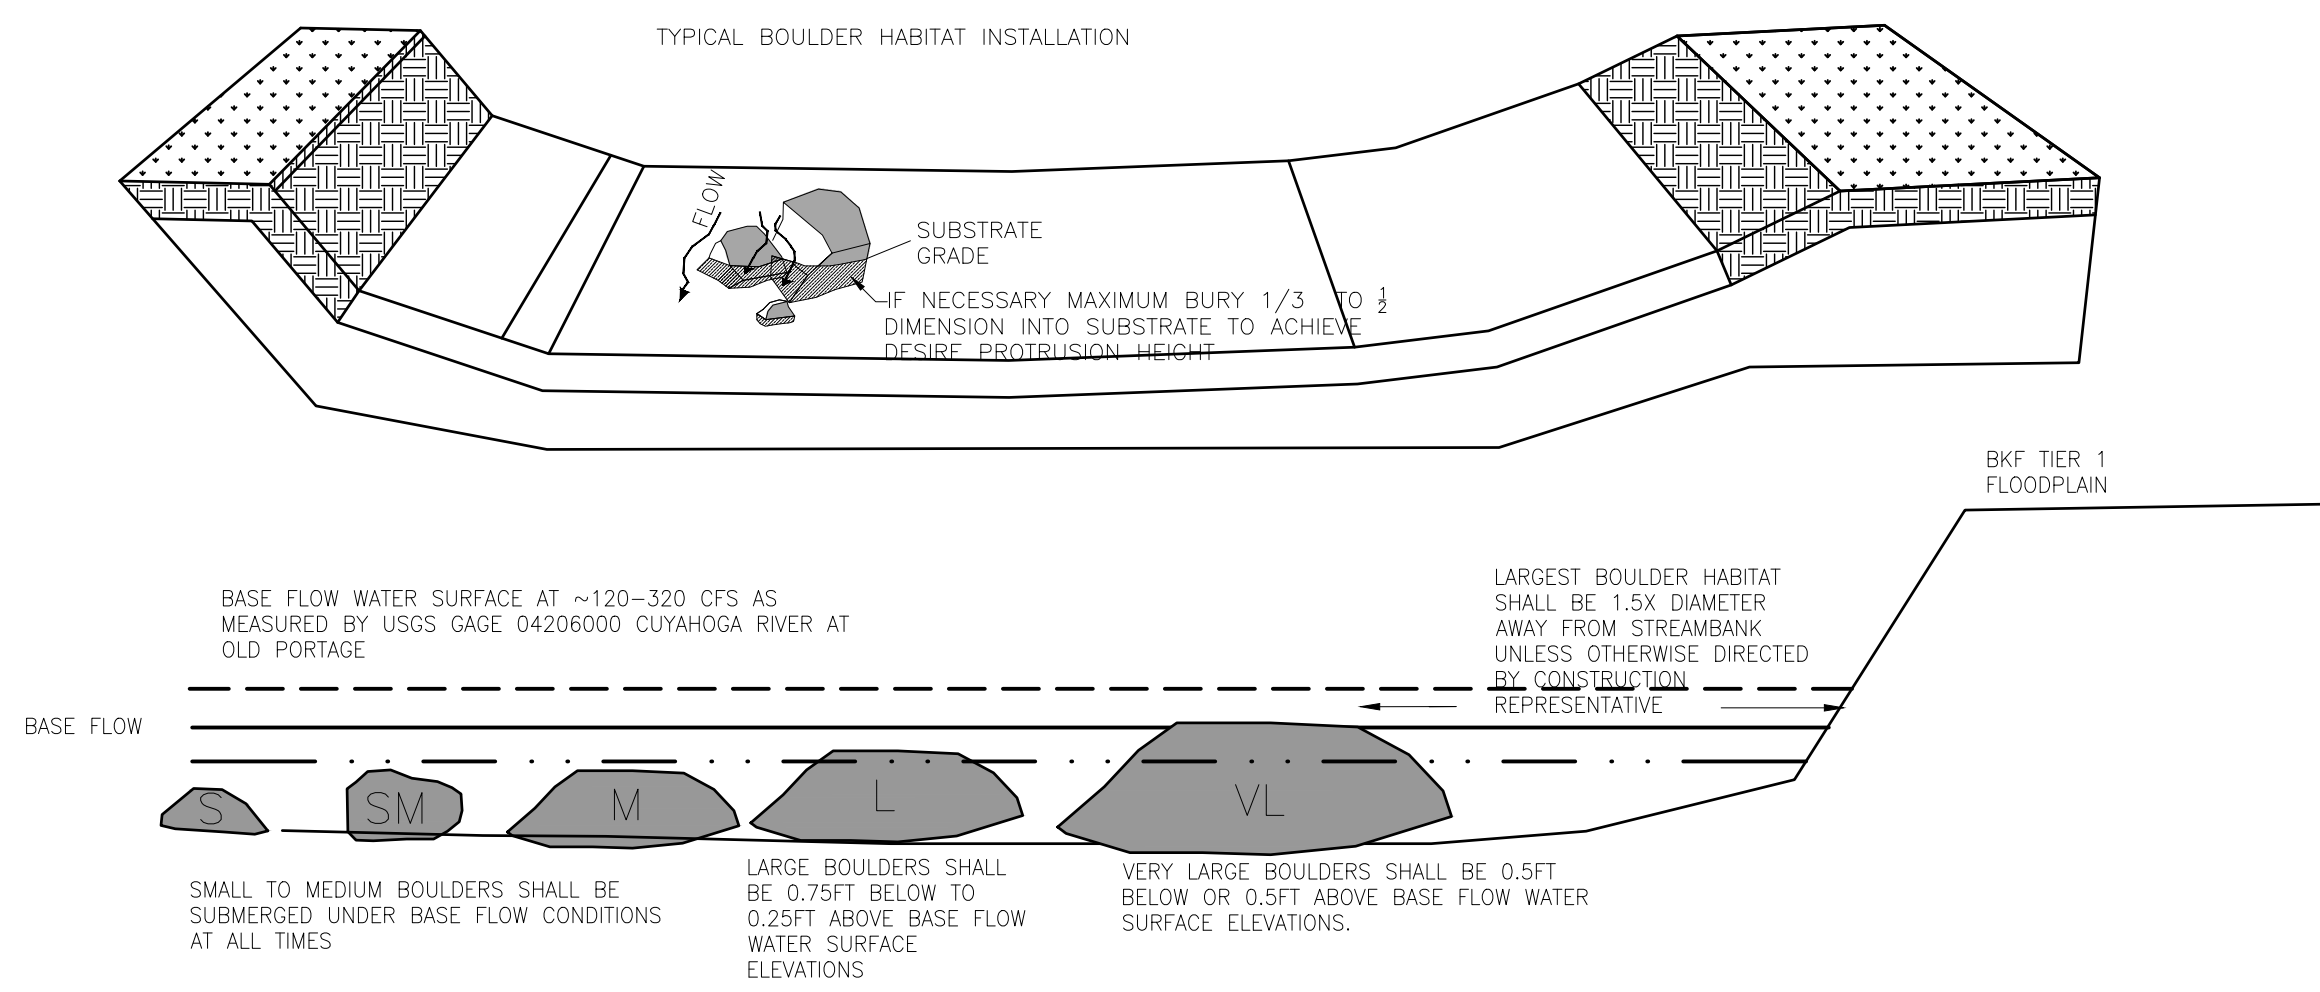 TYPICAL BOULDER HABITAT INSTALLATION
FLOW
SUBSTRATE
GRADE
IF NECESSARY MAXIMUM BURY 1/3 TO 1/2
DIMENSION INTO SUBSTRATE TO ACHIEVE
DESIRE PROTRUSION HEIGHT
BKF TIER 1
FLOODPLAIN
BASE FLOW WATER SURFACE AT ~120-320 CFS AS
MEASURED BY USGS GAGE 04206000 CUYAHOGA RIVER AT
OLD PORTAGE
LARGEST BOULDER HABITAT
SHALL BE 1.5X DIAMETER
AWAY FROM STREAMBANK
UNLESS OTHERWISE DIRECTED
BY CONSTRUCTION
REPRESENTATIVE
BASE FLOW
S
SM
M
L
VL
SMALL TO MEDIUM BOULDERS SHALL BE
SUBMERGED UNDER BASE FLOW CONDITIONS
AT ALL TIMES
LARGE BOULDERS SHALL
BE 0.75FT BELOW TO
0.25FT ABOVE BASE FLOW
WATER SURFACE
ELEVATIONS
VERY LARGE BOULDERS SHALL BE 0.5FT
BELOW OR 0.5FT ABOVE BASE FLOW WATER
SURFACE ELEVATIONS.